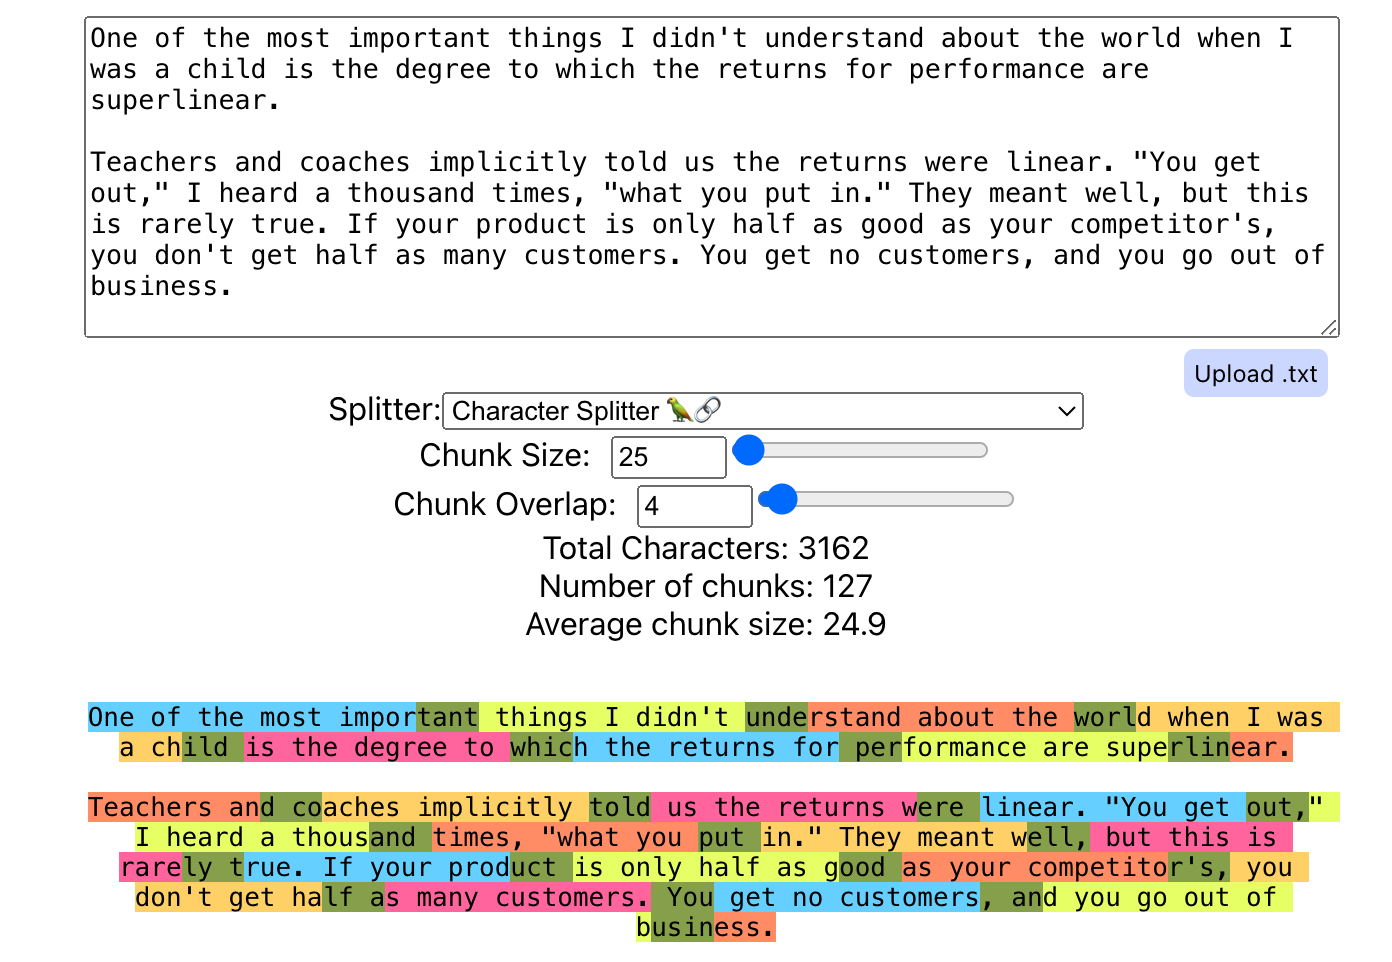 One of the most important things I didn't understand about the world when I
was a child is the degree to which the returns for performance are
superlinear.
Teachers and coaches implicitly told us the returns were linear. "You get
out," I heard a thousand times, "what you put in." They meant well, but this
is rarely true. If your product is only half as good as your competitor's,
you don't get half as many customers. You get no customers, and you go out of
business.
Upload .txt
Splitter: Character Splitter 🦜🔗
Chunk Size: 25
Chunk Overlap: 4
Total Characters: 3162
Number of chunks: 127
Average chunk size: 24.9
One of the most important things I didn't understand about the world when I was
a child is the degree to which the returns for performance are superlinear.
Teachers and coaches implicitly told us the returns were linear. "You get out,"
I heard a thousand times, "what you put in." They meant well, but this is
rarely true. If your product is only half as good as your competitor's, you
don't get half as many customers. You get no customers, and you go out of
business.